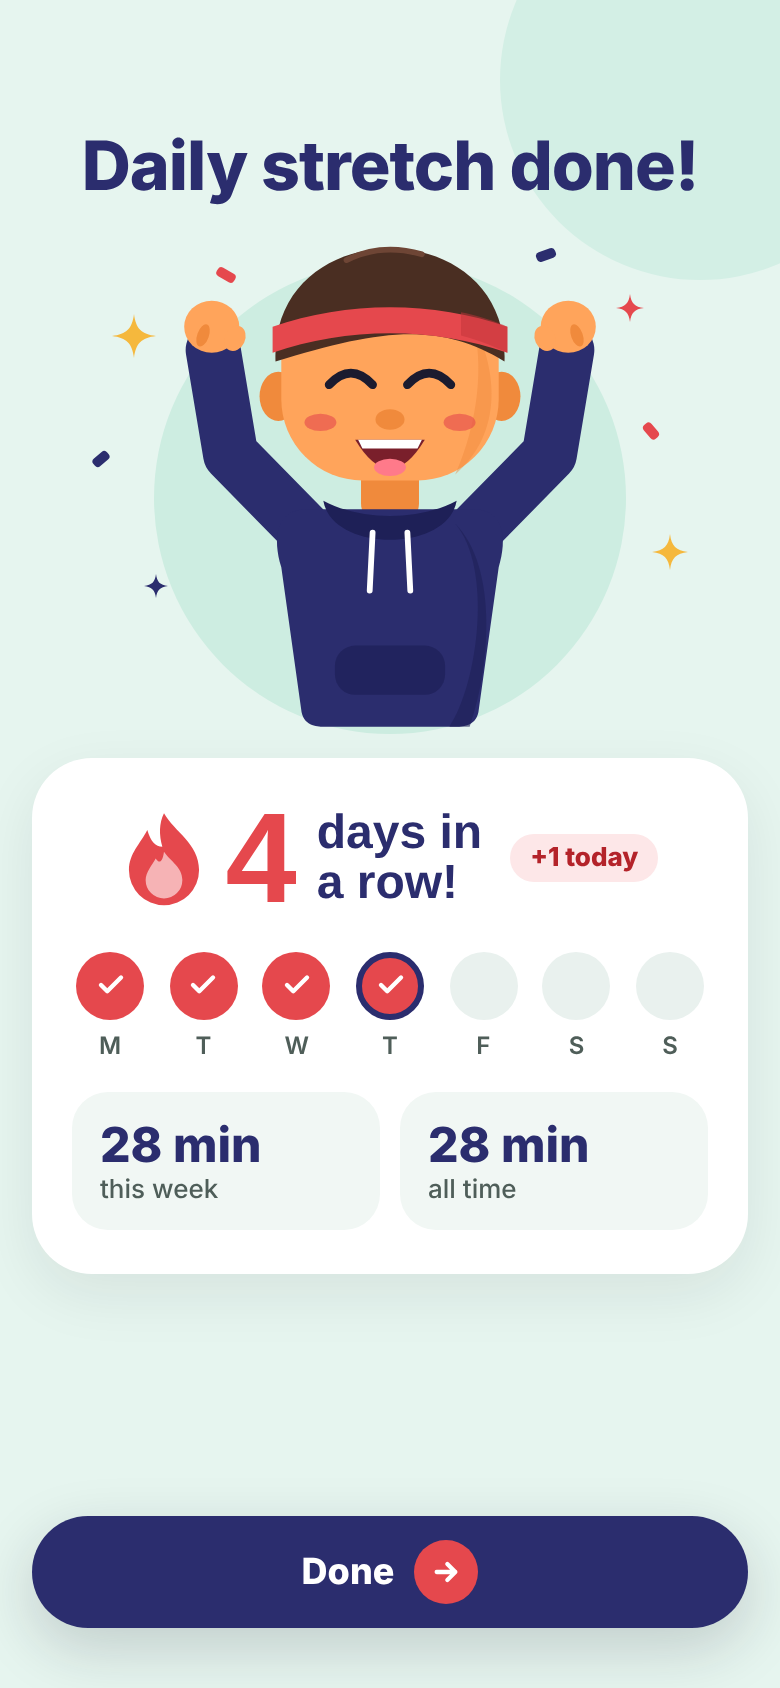 Daily stretch done!
4 days in
a row!
+1 today
M T W T F S S
28 min
this week
28 min
all time
Done